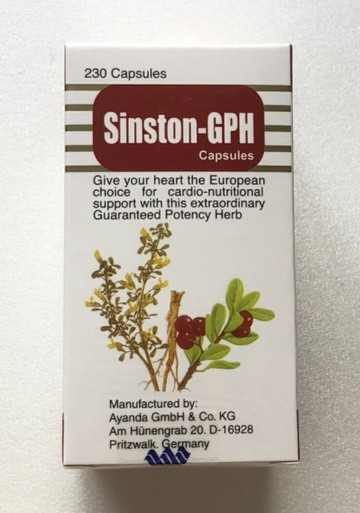 230 Capsules
Sinston-GPH
Capsules
Give your heart the European
choice for cardio-nutritional
support with this extraordinary
Guaranteed Potency Herb
Manufactured by:
Ayanda GmbH & Co. KG
Am Hünengrab 20. D-16928
Pritzwalk. Germany